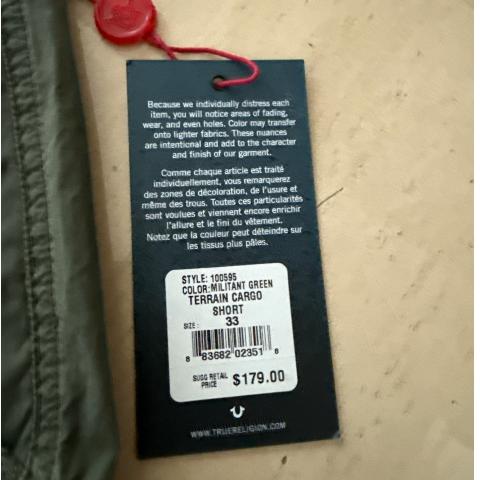 Because we individually distress each
item, you will notice areas of fading,
wear, and even holes. Color may transfer
onto lighter fabrics. These nuances
are intentional and add to the character
and finish of our garment.
Comme chaque article est traité
individuellement, vous remarquerez
des zones de décoloration, de l'usure et
même des trous. Toutes ces particularités
sont voulues et viennent encore enrichir
l'allure et le fini du vêtement.
Notez que la couleur peut déteindre sur
les tissus plus pâles.
STYLE: 100595
COLOR:MILITANT GREEN
TERRAIN CARGO
SHORT
SIZE: 33
8 83682 02351 8
SUGG RETAIL
PRICE $179.00
WWW.TRUERELIGION.COM